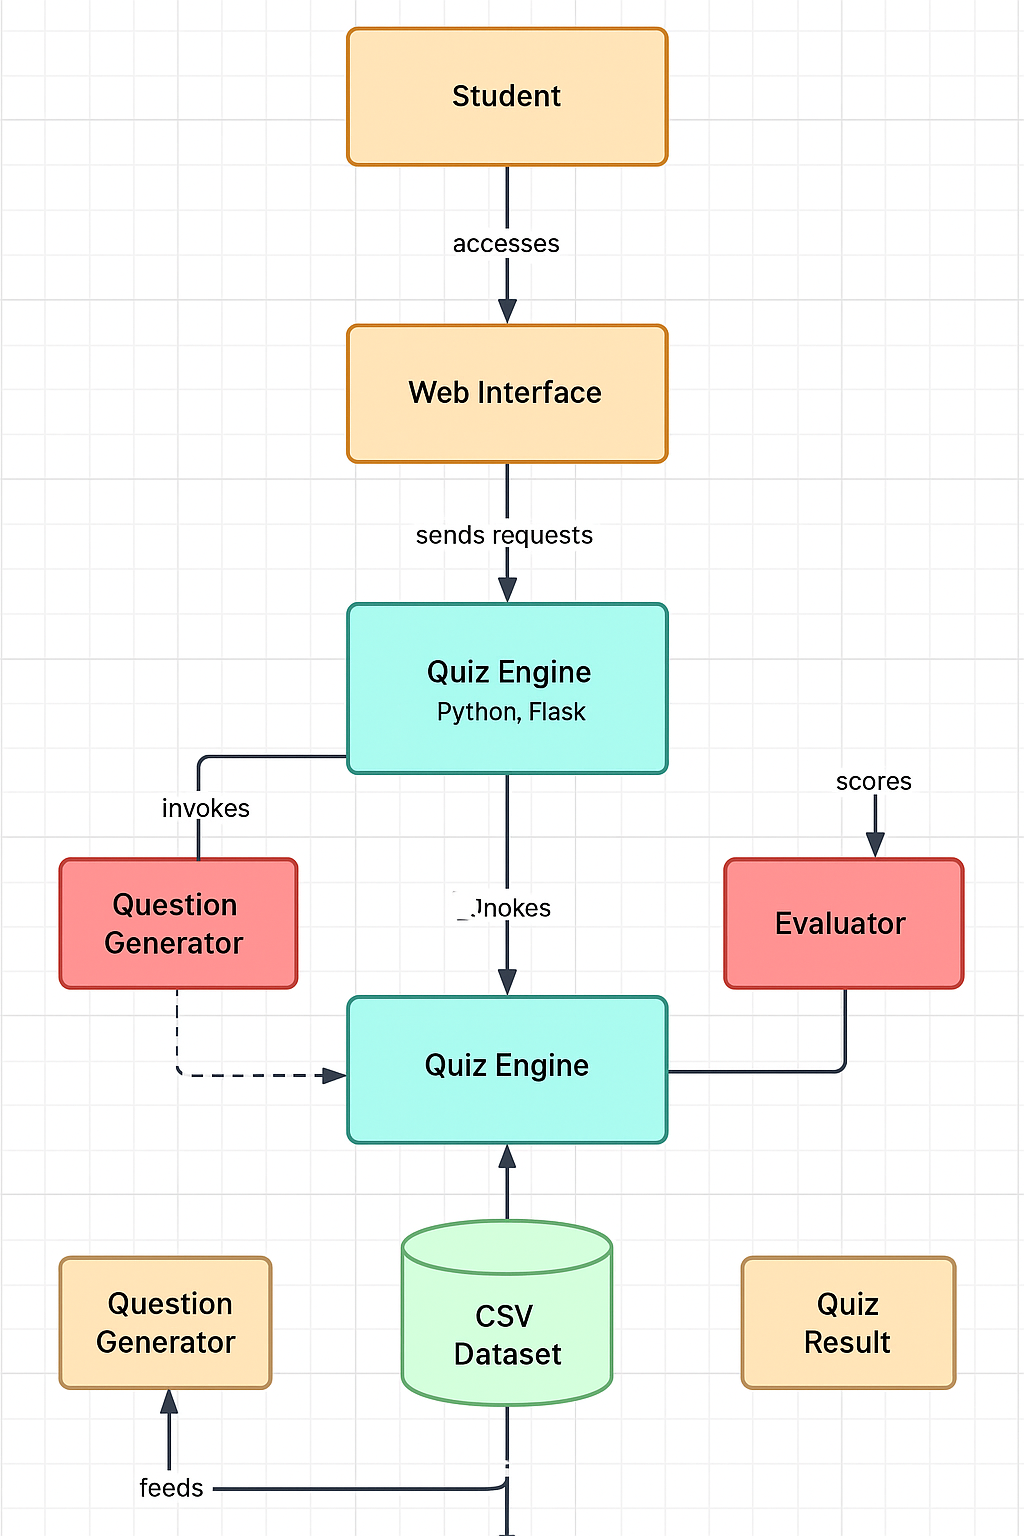 Student
accesses
Web Interface
sends requests
Quiz Engine
Python, Flask
scores
invokes
Question
Generator
Evaluator
Quiz Engine
Question
Generator
CSV
Dataset
Quiz
Result
feeds